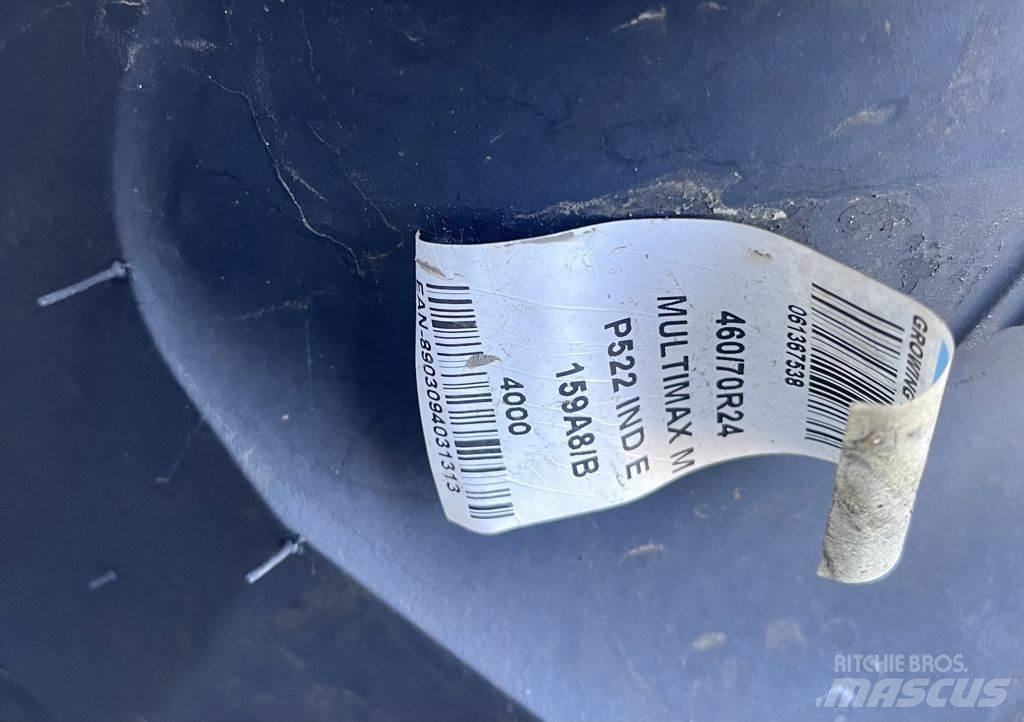 GROWING
061367538
460/70R24
MULTIMAX M
P522 IND E
159A8/B
4000
EAN-8903094031313
RITCHIE BROS.
MASCUS